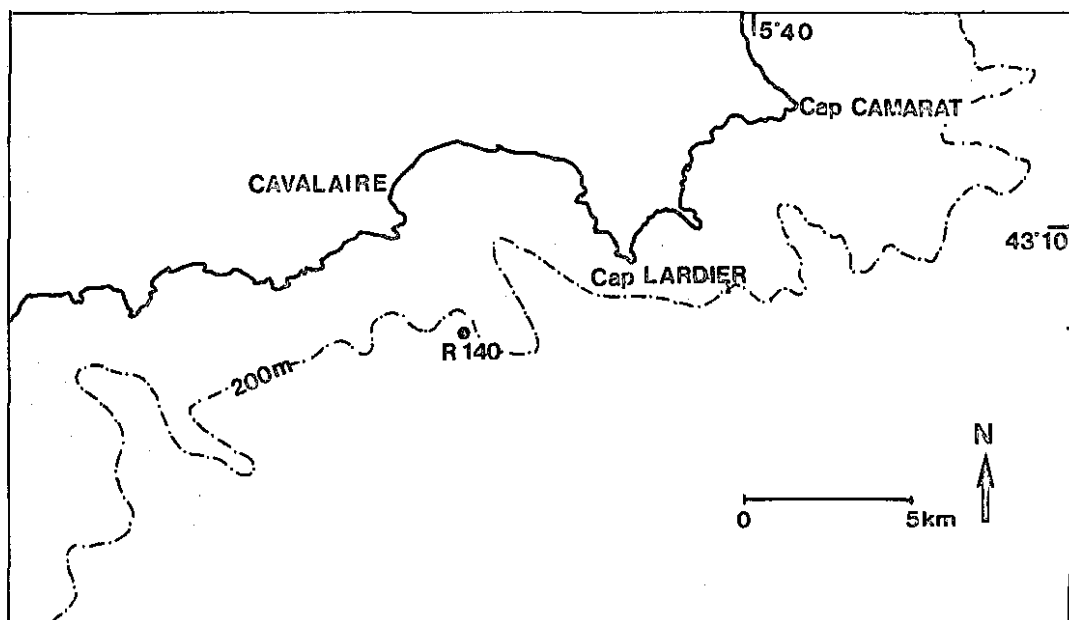 5°40
Cap CAMARAT
CAVALAIRE
43°10
Cap LARDIER
R 140
200m
N
0 5km